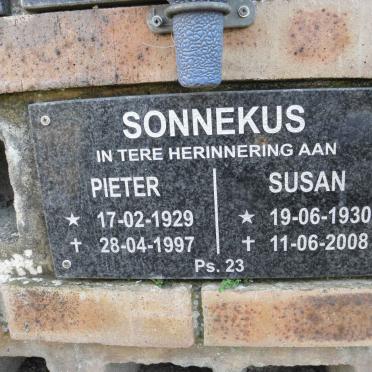 SONNEKUS
IN TERE HERINNERING AAN
PIETER
★ 17-02-1929
✝ 28-04-1997
SUSAN
★ 19-06-1930
✝ 11-06-2008
Ps. 23